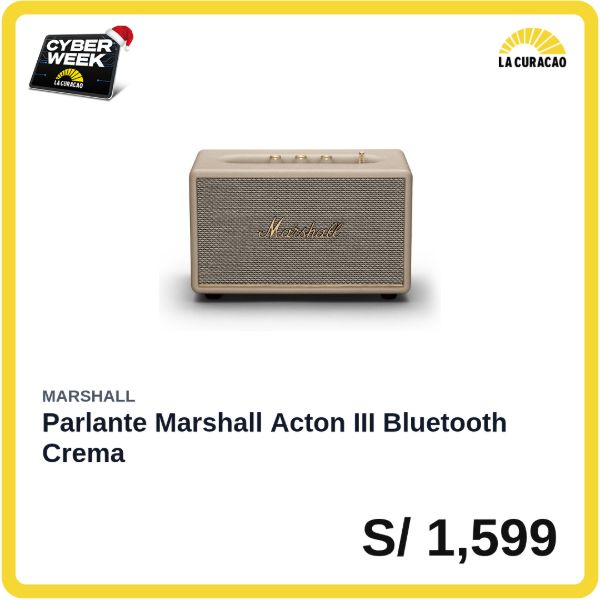 CYBER
WEEK
LA CURACAO
LA CURACAO
Marshall
MARSHALL
Parlante Marshall Acton III Bluetooth
Crema
S/ 1,599